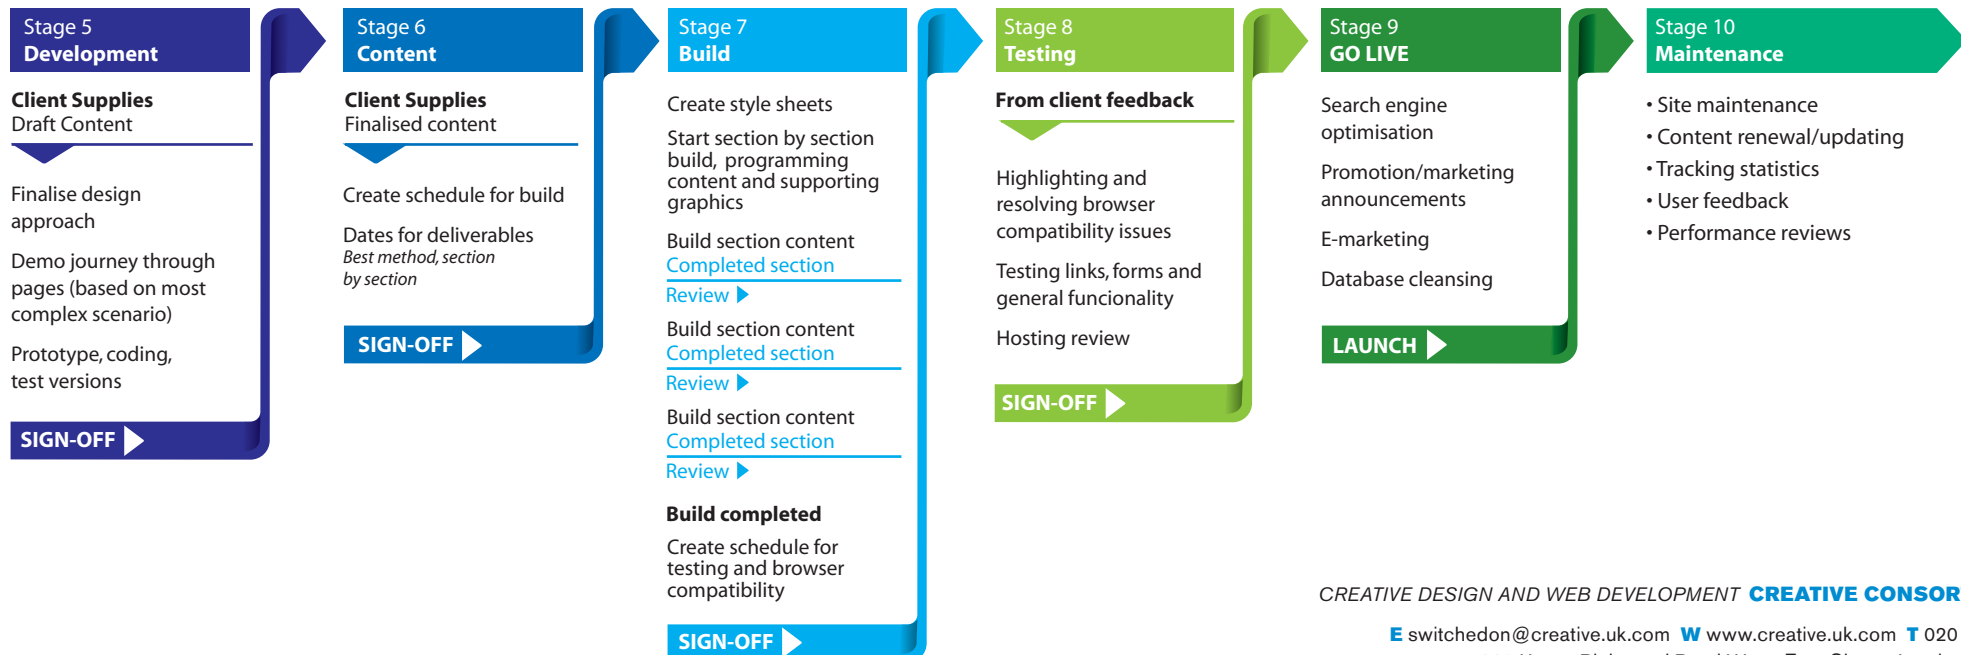 Stage 5
Development
Client Supplies
Draft Content
Finalise design
approach
Demo journey through
pages (based on most
complex scenario)
Prototype, coding,
test versions
SIGN-OFF
Stage 6
Content
Client Supplies
Finalised content
Create schedule for build
Dates for deliverables
Best method, section
by section
SIGN-OFF
Stage 7
Build
Create style sheets
Start section by section
build, programming
content and supporting
graphics
Build section content
Completed section
Review
Build section content
Completed section
Review
Build section content
Completed section
Review
Build completed
Create schedule for
testing and browser
compatibility
SIGN-OFF
Stage 8
Testing
From client feedback
Highlighting and
resolving browser
compatibility issues
Testing links, forms and
general funcionality
Hosting review
SIGN-OFF
Stage 9
GO LIVE
Search engine
optimisation
Promotion/marketing
announcements
E-marketing
Database cleansing
LAUNCH
Stage 10
Maintenance
• Site maintenance
• Content renewal/updating
• Tracking statistics
• User feedback
• Performance reviews
CREATIVE DESIGN AND WEB DEVELOPMENT CREATIVE CONSOR
E switchedon@creative.uk.com W www.creative.uk.com T 020